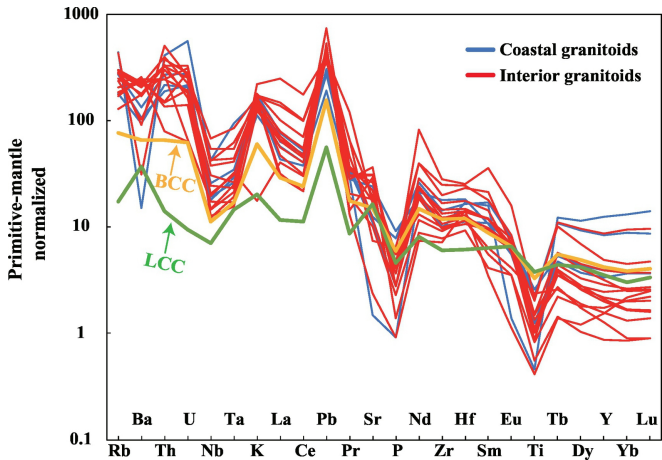 1000
100
10
1
0.1
Primitive-mantle
normalized
Coastal granitoids
Interior granitoids
BCC
LCC
Ba U Ta La Pb Sr Nd Hf Eu Tb Y Lu
Rb Th Nb K Ce Pr P Zr Sm Ti Dy Yb